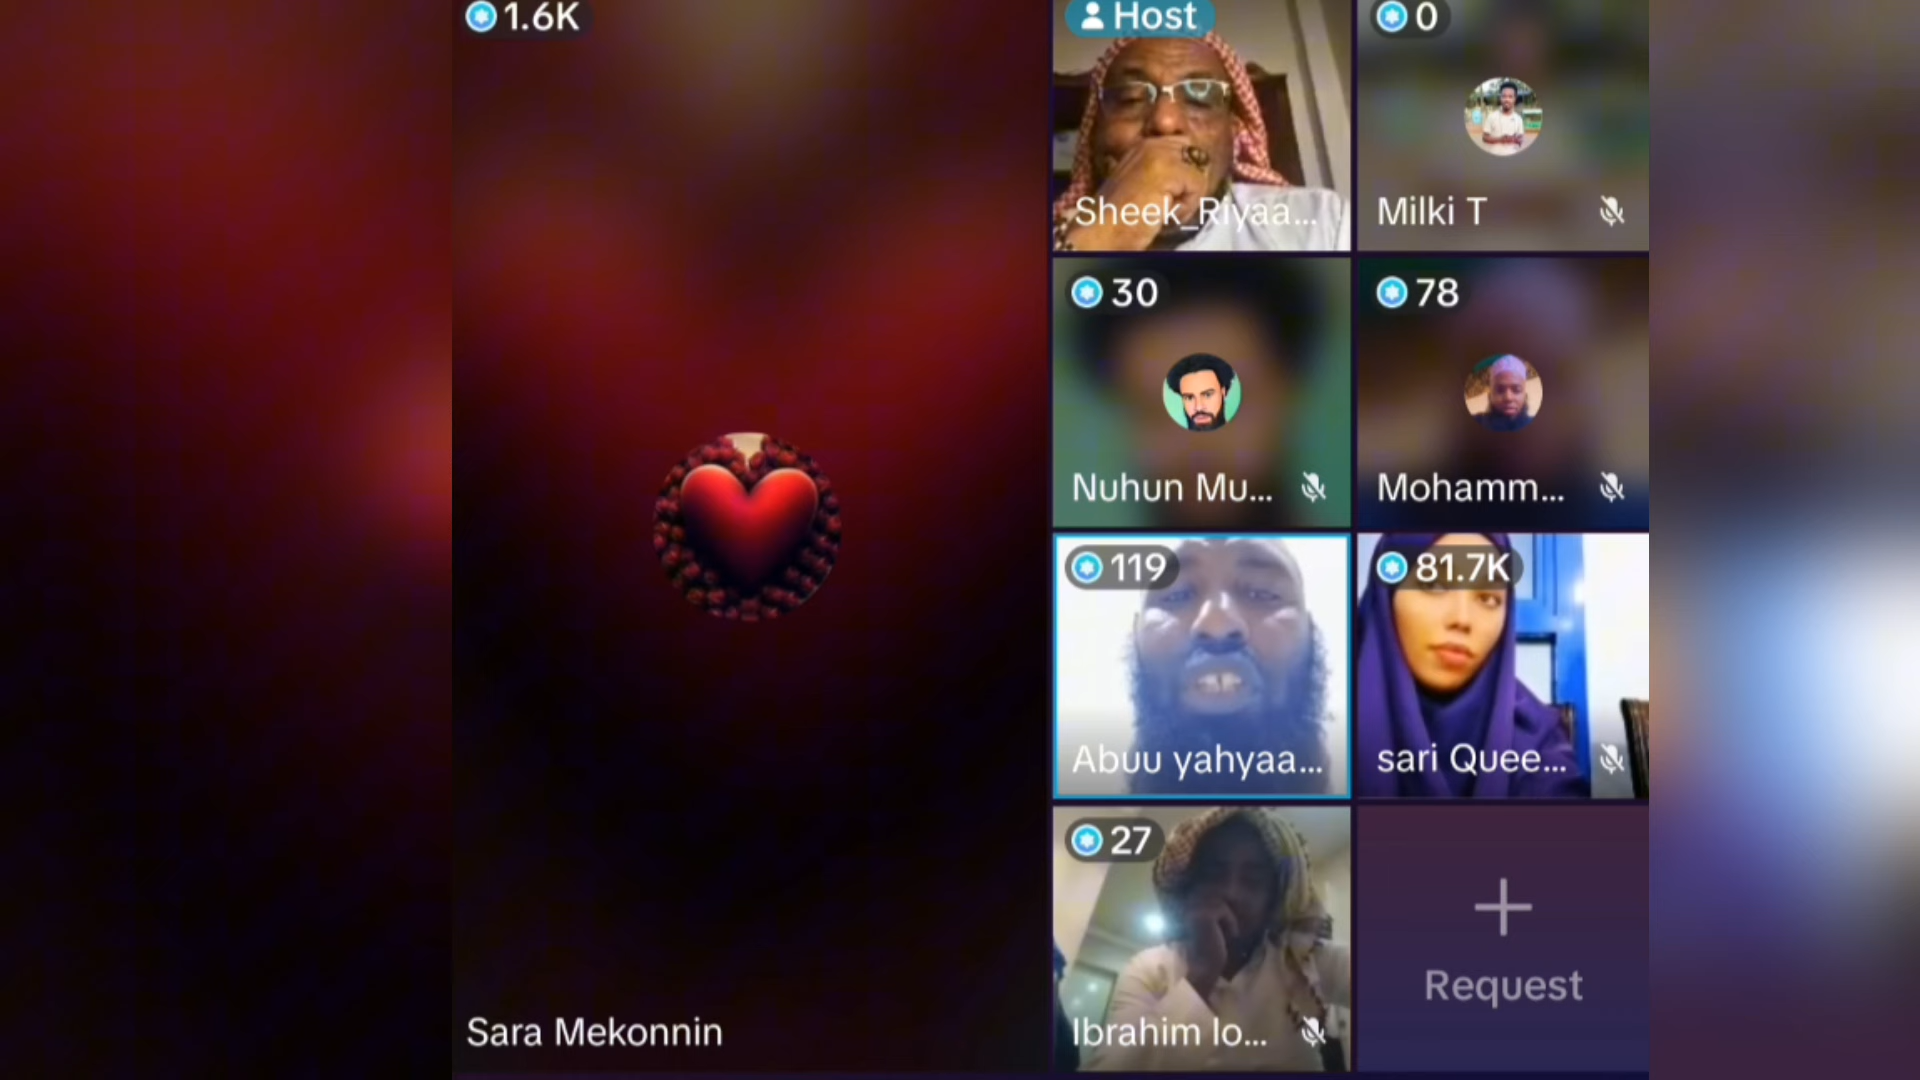 1.6K
Sara Mekonnin
Host
Sheek_Riyaa...
0
Milki T
30
Nuhun Mu...
78
Mohamm...
119
Abuu yahyaa...
81.7K
sari Quee...
27
Ibrahim lo...
Request